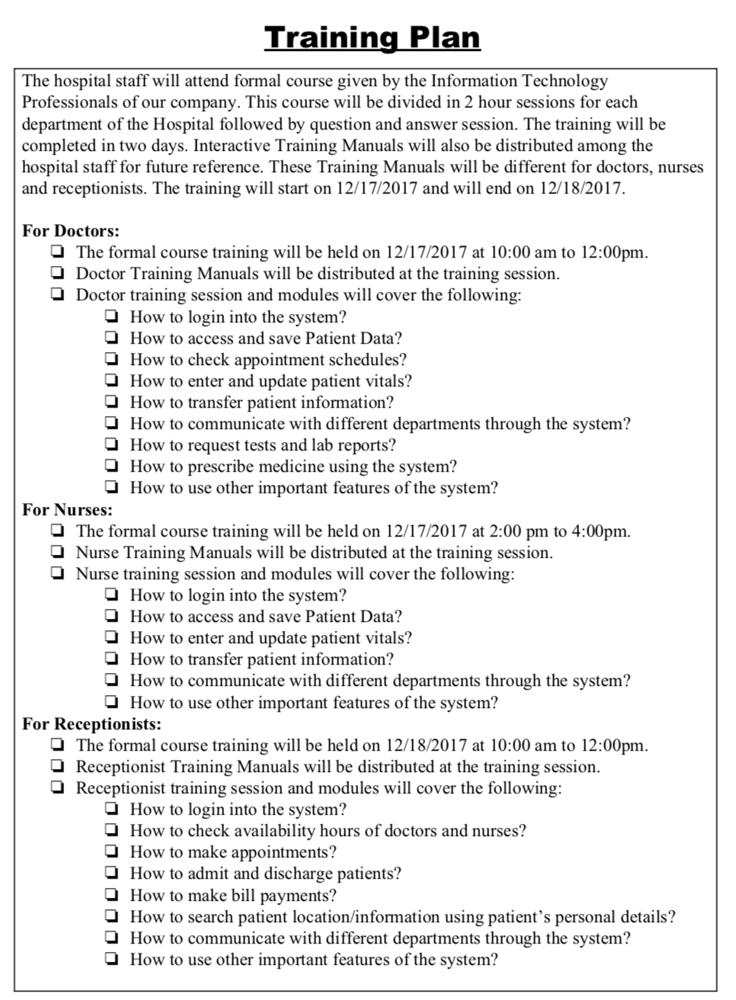 Training Plan
The hospital staff will attend formal course given by the Information Technology
Professionals of our company. This course will be divided in 2 hour sessions for each
department of the Hospital followed by question and answer session. The training will be
completed in two days. Interactive Training Manuals will also be distributed among the
hospital staff for future reference. These Training Manuals will be different for doctors, nurses
and receptionists. The training will start on 12/17/2017 and will end on 12/18/2017.
For Doctors:
❏ The formal course training will be held on 12/17/2017 at 10:00 am to 12:00pm.
❏ Doctor Training Manuals will be distributed at the training session.
❏ Doctor training session and modules will cover the following:
❏ How to login into the system?
❏ How to access and save Patient Data?
❏ How to check appointment schedules?
❏ How to enter and update patient vitals?
❏ How to transfer patient information?
❏ How to communicate with different departments through the system?
❏ How to request tests and lab reports?
❏ How to prescribe medicine using the system?
❏ How to use other important features of the system?
For Nurses:
❏ The formal course training will be held on 12/17/2017 at 2:00 pm to 4:00pm.
❏ Nurse Training Manuals will be distributed at the training session.
❏ Nurse training session and modules will cover the following:
❏ How to login into the system?
❏ How to access and save Patient Data?
❏ How to enter and update patient vitals?
❏ How to transfer patient information?
❏ How to communicate with different departments through the system?
❏ How to use other important features of the system?
For Receptionists:
❏ The formal course training will be held on 12/18/2017 at 10:00 am to 12:00pm.
❏ Receptionist Training Manuals will be distributed at the training session.
❏ Receptionist training session and modules will cover the following:
❏ How to login into the system?
❏ How to check availability hours of doctors and nurses?
❏ How to make appointments?
❏ How to admit and discharge patients?
❏ How to make bill payments?
❏ How to search patient location/information using patient’s personal details?
❏ How to communicate with different departments through the system?
❏ How to use other important features of the system?